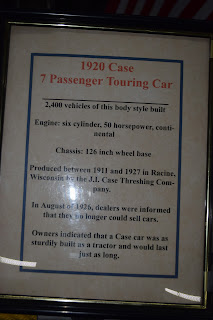 1920 Case
7 Passenger Touring Car
2,400 vehicles of this body style built
Engine: six cylinder, 50 horsepower, conti-
nental
Chassis: 126 inch wheel base
Produced between 1911 and 1927 in Racine,
Wisconsin by the J.I. Case Threshing Com-
pany.
In August of 1926, dealers were informed
that they no longer could sell cars.
Owners indicated that a Case car was as
sturdily built as a tractor and would last
just as long.